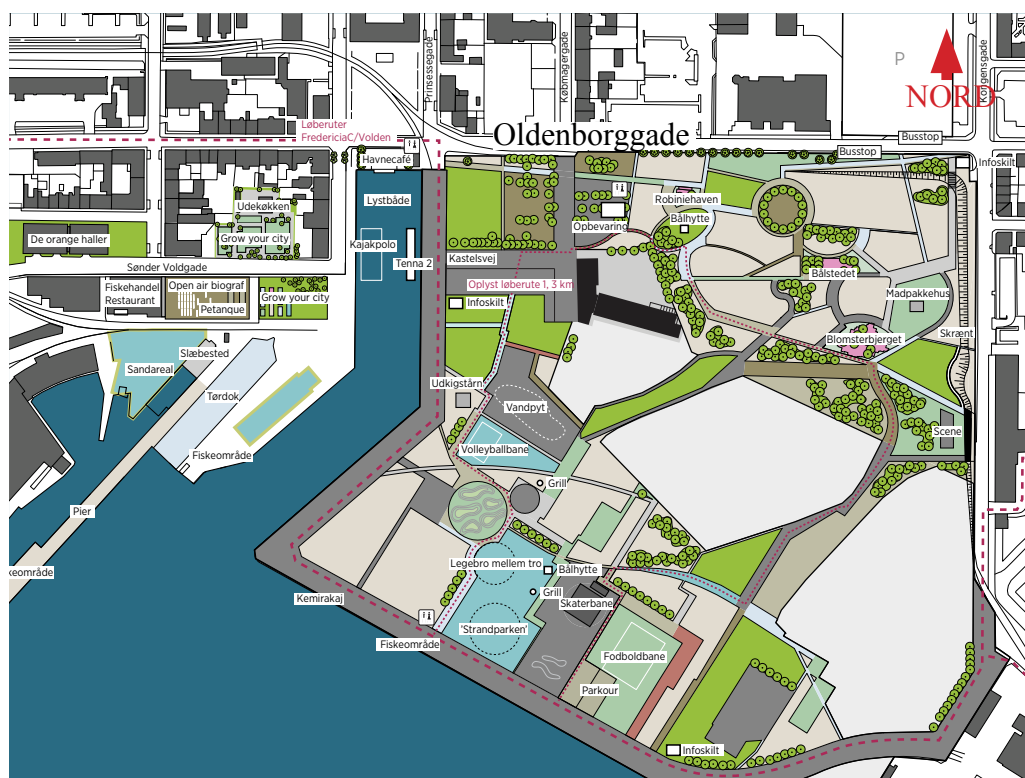 P
NORD
Kongensgade
Prinsessegade
Købmagergade
Løberuter
FredericiaC/Volden
Oldenborggade
Busstop
Busstop
Infoskilt
Havnecafé
Lystbåde
Udekøkken
Robiniehaven
Bålhytte
Opbevaring
De orange haller
Grow your city
Kajakpolo
Tenna 2
Kastelsvej
Sønder Voldgade
Bålstedet
Fiskehandel
Restaurant
Open air biograf
Petanque
Grow your city
Oplyst løberute 1, 3 km
Infoskilt
Madpakkehus
Skrænt
Blomsterbjerget
Slæbested
Sandareal
Tørdok
Udkigstårn
Vandpyt
Scene
Volleyballbane
Fiskeområde
Grill
Pier
Legebro mellem tro
Bålhytte
keområde
Kemirakaj
Grill
Skaterbane
'Strandparken'
Fiskeområde
Fodboldbane
Parkour
Infoskilt